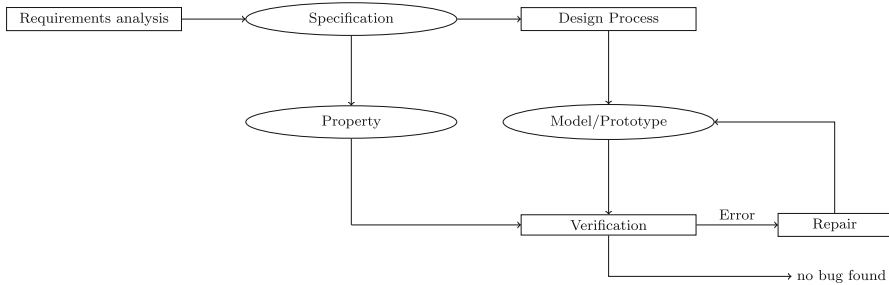 Requirements analysis
Specification
Design Process
Property
Model/Prototype
Verification
Error
Repair
no bug found